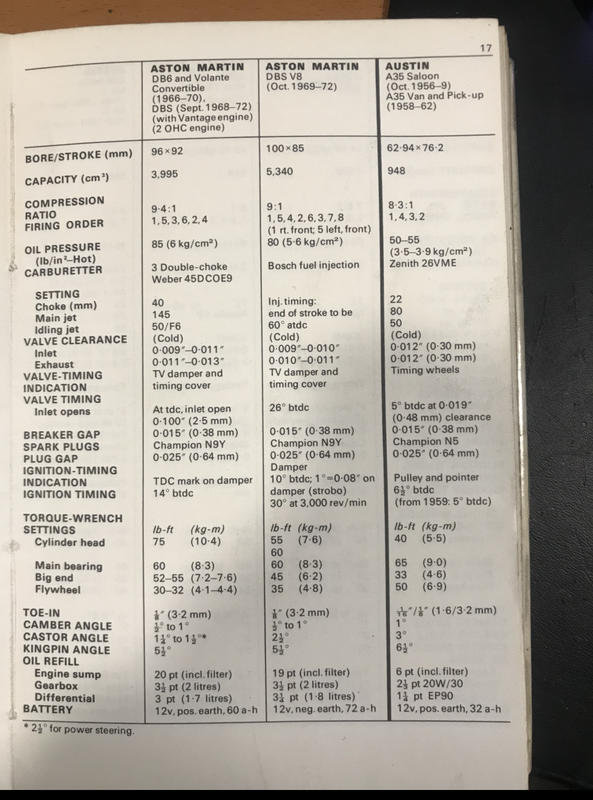 17
ASTON MARTIN ASTON MARTIN AUSTIN
DB6 and Volante DBS V8 A35 Saloon
Convertible (Oct. 1969–72) (Oct. 1956–9)
(1966–70), A35 Van and Pick-up
DBS (Sept. 1968–72) (1958–62)
(with Vantage engine)
(2 OHC engine)
BORE/STROKE (mm) 96×92 100×85 62·94×76·2
CAPACITY (cm³) 3,995 5,340 948
COMPRESSION
RATIO 9·4:1 9:1 8·3:1
FIRING ORDER 1, 5, 3, 6, 2, 4 1, 5, 4, 2, 6, 3, 7, 8 1, 4, 3, 2
(1 rt. front; 5 left, front)
OIL PRESSURE 85 (6 kg/cm²) 80 (5·6 kg/cm²) 50–55
(lb/in²–Hot) (3·5–3·9 kg/cm²)
CARBURETTER 3 Double-choke Bosch fuel injection Zenith 26VME
Weber 45DCOE9
SETTING Inj. timing:
Choke (mm) 40 end of stroke to be 22
Main jet 145 60° atdc 80
Idling jet 50/F6 50
VALVE CLEARANCE (Cold) (Cold) (Cold)
Inlet 0·009″–0·011″ 0·009″–0·010″ 0·012″ (0·30 mm)
Exhaust 0·011″–0·013″ 0·010″–0·011″ 0·012″ (0·30 mm)
VALVE-TIMING TV damper and TV damper and Timing wheels
INDICATION timing cover timing cover
VALVE TIMING
Inlet opens At tdc, inlet open 26° btdc 5° btdc at 0·019″
0·100″ (2·5 mm) (0·48 mm) clearance
BREAKER GAP 0·015″ (0·38 mm) 0·015″ (0·38 mm) 0·015″ (0·38 mm)
SPARK PLUGS Champion N9Y Champion N9Y Champion N5
PLUG GAP 0·025″ (0·64 mm) 0·025″ (0·64 mm) 0·025″ (0·64 mm)
IGNITION-TIMING Damper
INDICATION TDC mark on damper 10° btdc; 1°=0·08″ on Pulley and pointer
IGNITION TIMING 14° btdc damper (strobo) 6½° btdc
30° at 3,000 rev/min (from 1959: 5° btdc)
TORQUE-WRENCH
SETTINGS lb-ft (kg-m) lb-ft (kg-m) lb-ft (kg-m)
Cylinder head 75 (10·4) 55 (7·6) 40 (5·5)
60
Main bearing 60 (8·3) 60 (8·3) 65 (9·0)
Big end 52–55 (7·2–7·6) 45 (6·2) 33 (4·6)
Flywheel 30–32 (4·1–4·4) 35 (4·8) 50 (6·9)
TOE-IN ⅛″ (3·2 mm) ⅛″ (3·2 mm) 1/16″/⅛″ (1·6/3·2 mm)
CAMBER ANGLE ½° to 1° ½° to 1° 1°
CASTOR ANGLE 1¼° to 1½°* 2½° 3°
KINGPIN ANGLE 5½° 5½° 6½°
OIL REFILL
Engine sump 20 pt (incl. filter) 19 pt (incl. filter) 6 pt (incl. filter)
Gearbox 3½ pt (2 litres) 3½ pt (2 litres) 2⅓ pt 20W/30
Differential 3 pt (1·7 litres) 3¼ pt (1·8 litres) 1½ pt EP90
BATTERY 12v, pos. earth, 60 a-h 12v, neg. earth, 72 a-h 12v, pos. earth, 32 a-h
* 2½° for power steering.